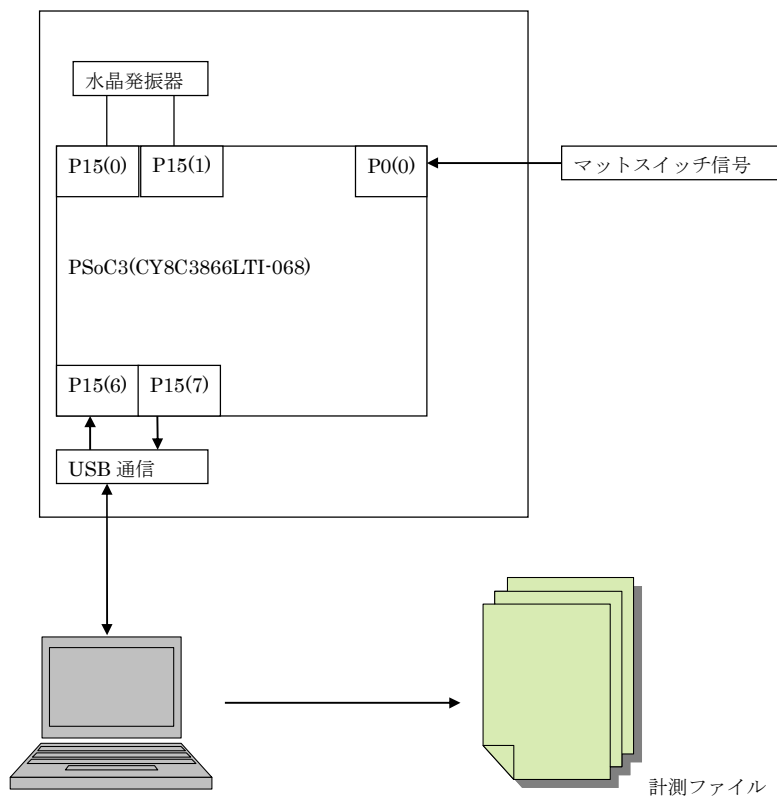 水晶発振器
P15(0)
P15(1)
P0(0)
マットスイッチ信号
PSoC3(CY8C3866LTI-068)
P15(6)
P15(7)
USB 通信
計測ファイル